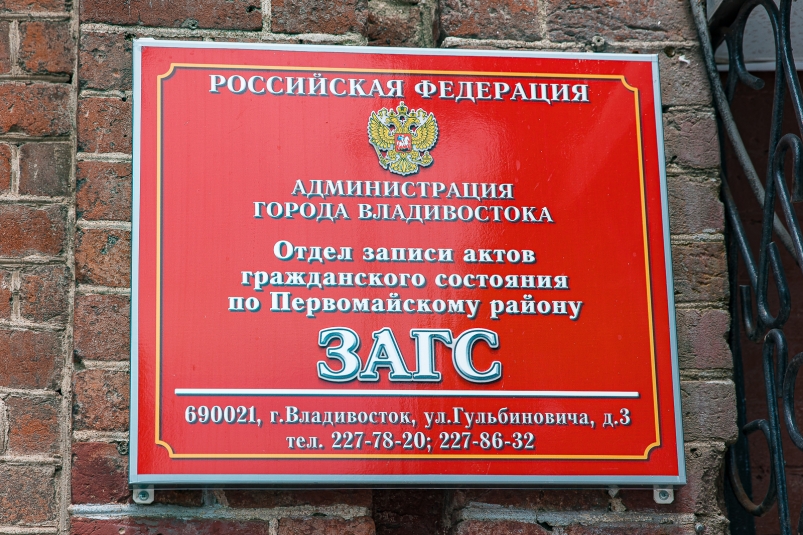 РОССИЙСКАЯ ФЕДЕРАЦИЯ
АДМИНИСТРАЦИЯ
ГОРОДА ВЛАДИВОСТОКА
Отдел записи актов
гражданского состояния
по Первомайскому району
ЗАГС
690021, г.Владивосток, ул.Гульбиновича, д.3
тел. 227-78-20; 227-86-32